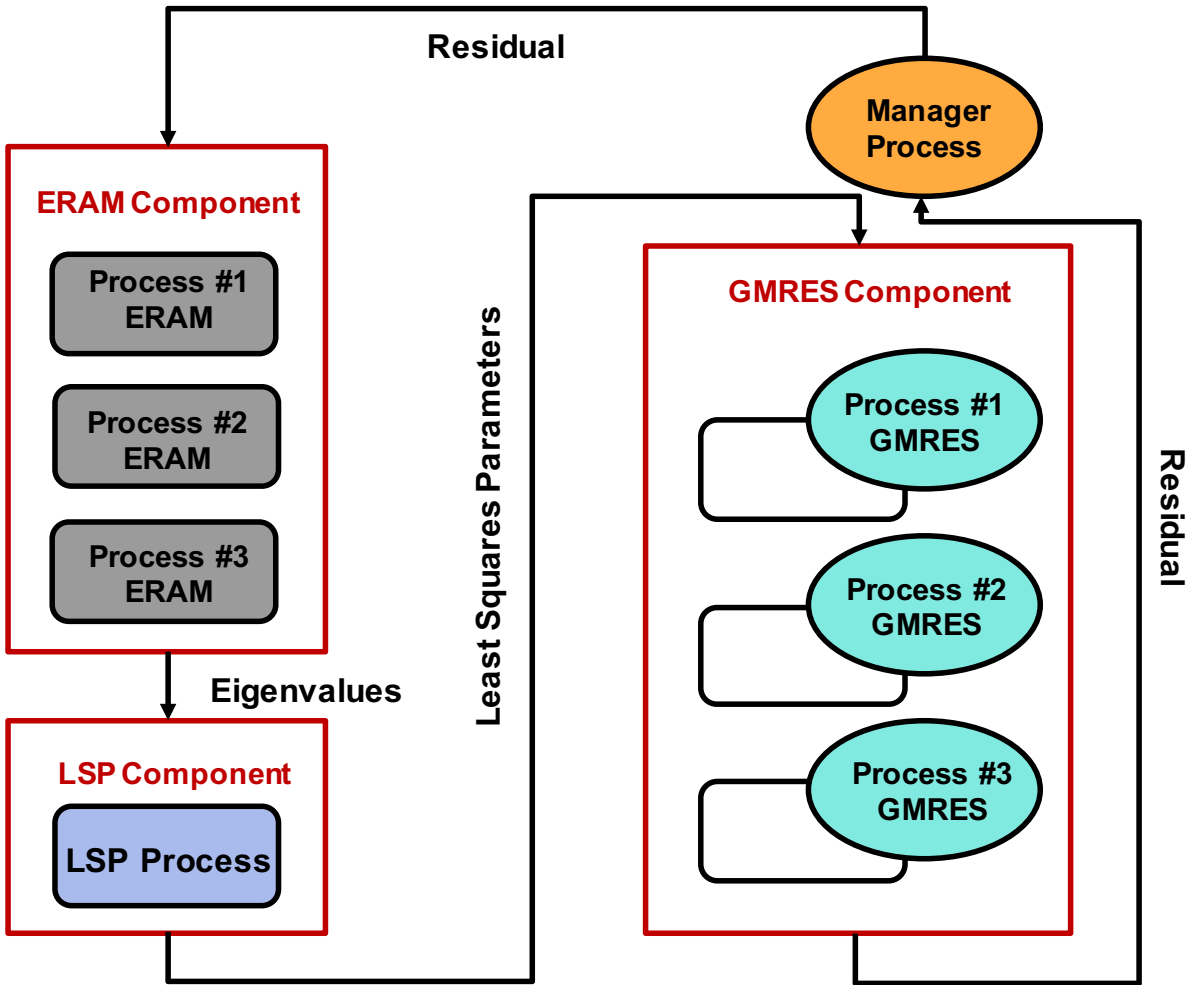 Residual
Manager
Process
ERAM Component
Process #1
ERAM
Process #2
ERAM
Process #3
ERAM
Eigenvalues
LSP Component
LSP Process
Least Squares Parameters
GMRES Component
Process #1
GMRES
Process #2
GMRES
Process #3
GMRES
Residual